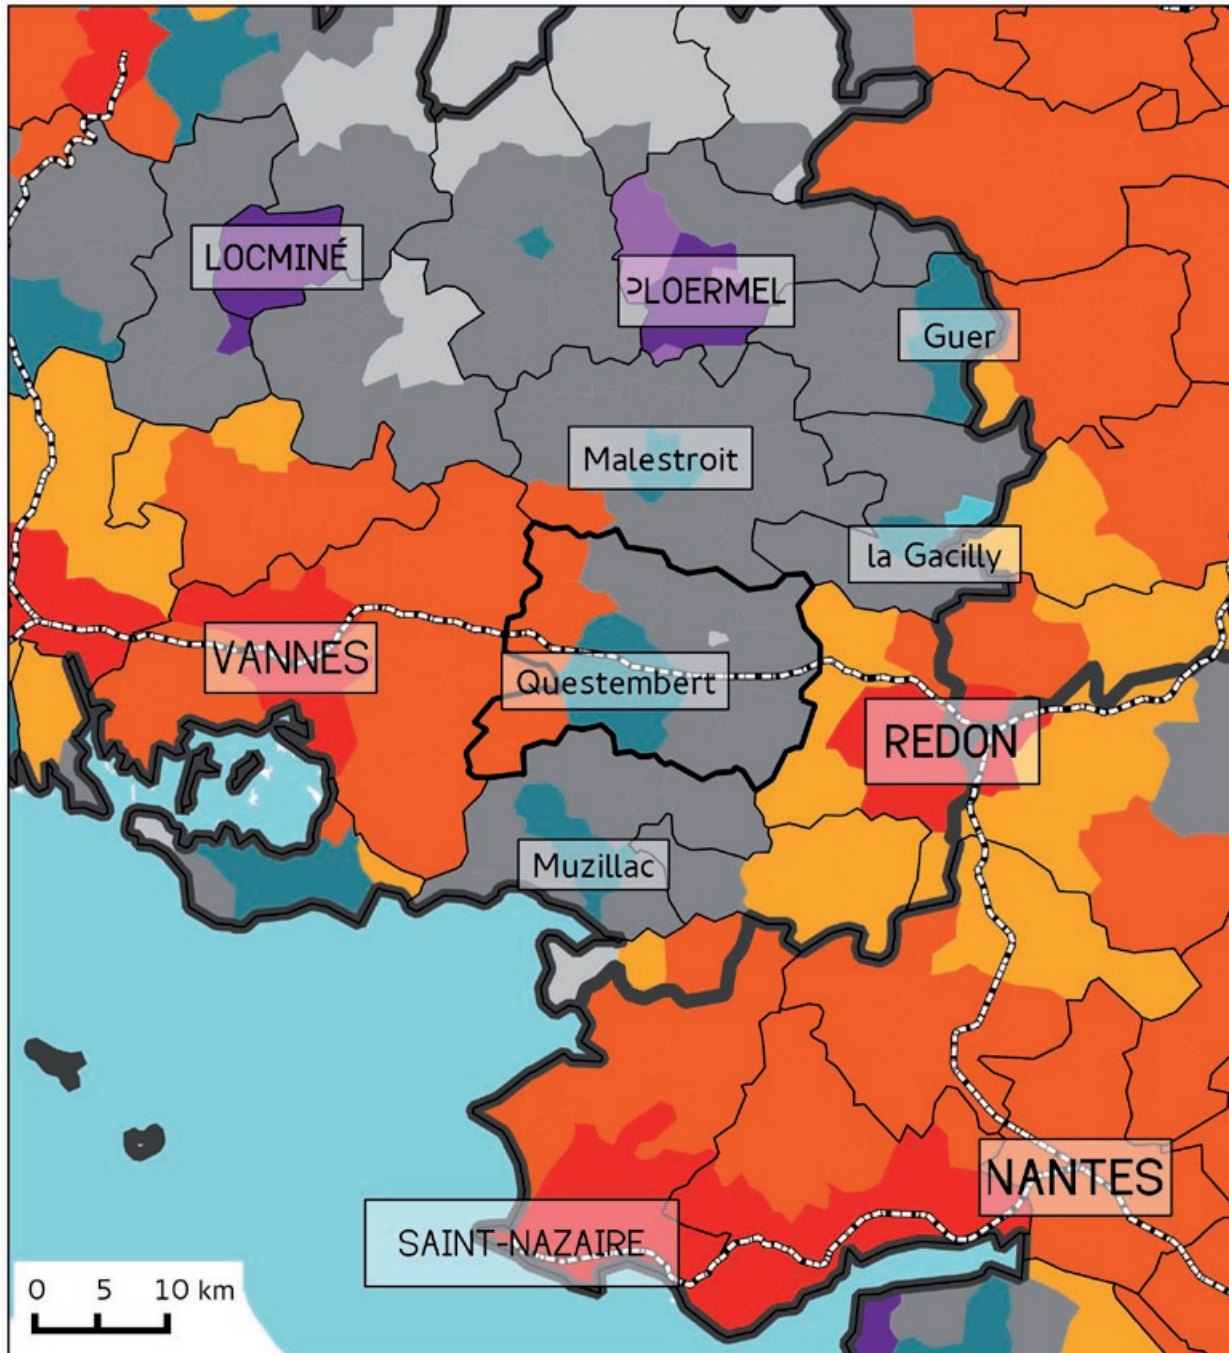 LOCMINÉ
PLOERMEL
Guer
Malestroit
la Gacilly
VANNES
Questembert
REDON
Muzillac
NANTES
SAINT-NAZAIRE
0 5 10 km